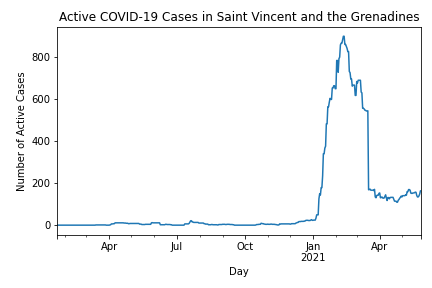 Active COVID-19 Cases in Saint Vincent and the Grenadines
Number of Active Cases
800
600
400
200
0
Apr
Jul
Oct
Jan
2021
Apr
Day